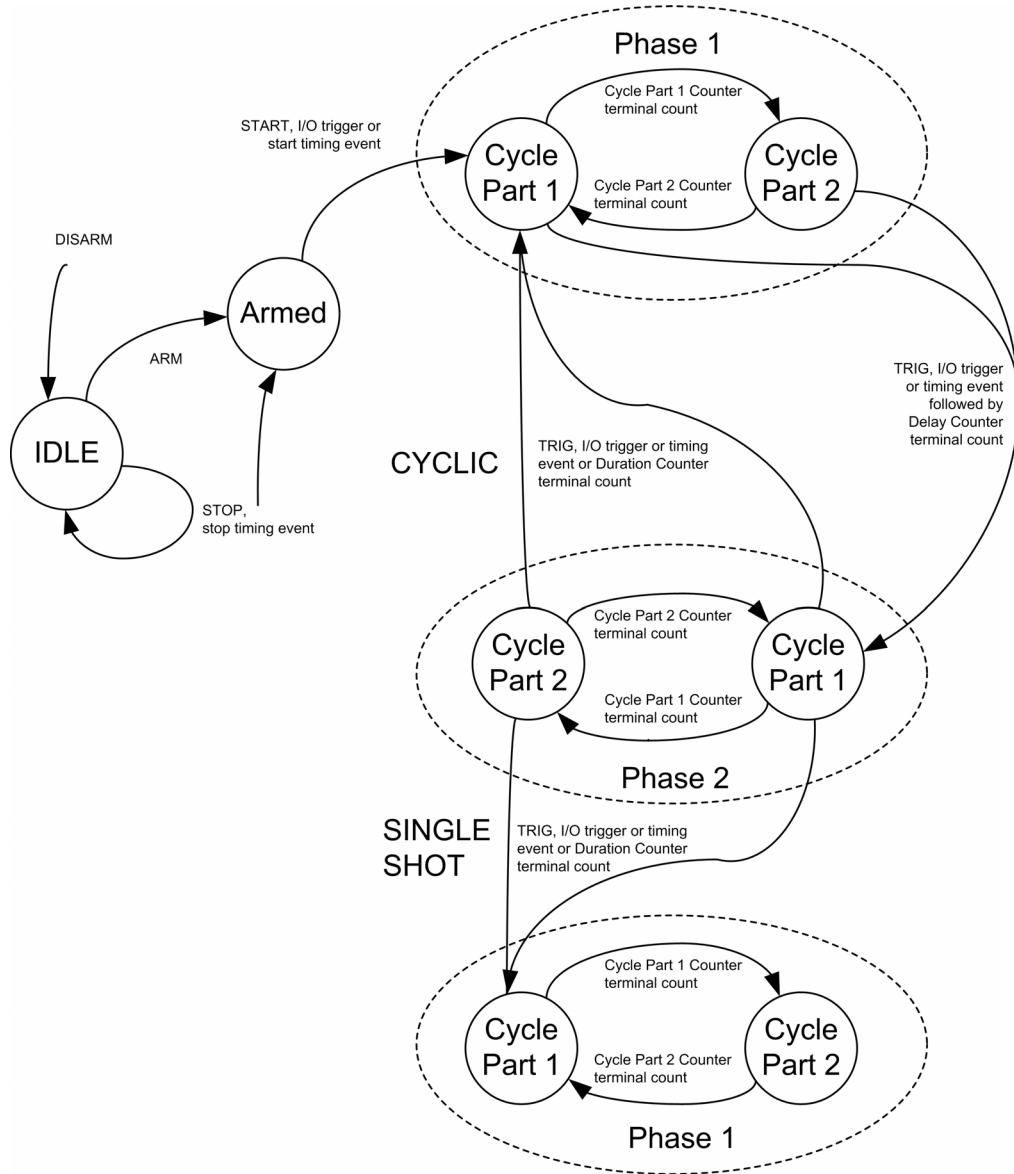 Phase 1
Cycle Part 1 Counter
terminal count
START, I/O trigger or
start timing event
Cycle
Part 1
Cycle
Part 2
Cycle Part 2 Counter
terminal count
DISARM
Armed
ARM
TRIG, I/O trigger
or timing event
followed by
Delay Counter
terminal count
IDLE
CYCLIC
TRIG, I/O trigger or timing
event or Duration Counter
terminal count
STOP,
stop timing event
Cycle Part 2 Counter
terminal count
Cycle
Part 2
Cycle
Part 1
Cycle Part 1 Counter
terminal count
Phase 2
SINGLE
SHOT
TRIG, I/O trigger or timing
event or Duration Counter
terminal count
Cycle Part 1 Counter
terminal count
Cycle
Part 1
Cycle
Part 2
Cycle Part 2 Counter
terminal count
Phase 1